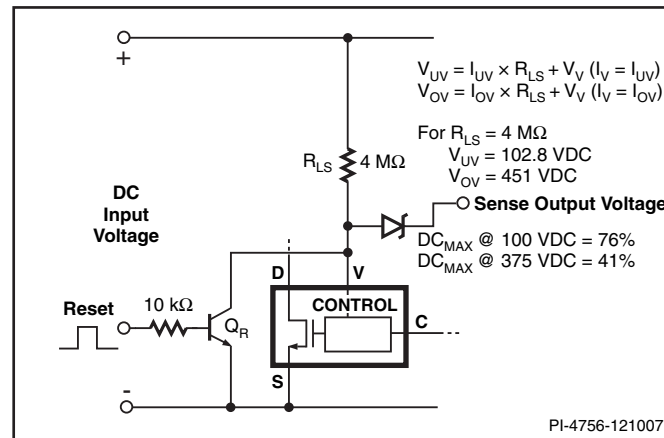 +
V_UV = I_UV × R_LS + V_V (I_V = I_UV)
V_OV = I_OV × R_LS + V_V (I_V = I_OV)
For R_LS = 4 MΩ
V_UV = 102.8 VDC
V_OV = 451 VDC
R_LS 4 MΩ
DC
Input
Voltage
Sense Output Voltage
DC_MAX @ 100 VDC = 76%
DC_MAX @ 375 VDC = 41%
D V
CONTROL
Reset 10 kΩ
Q_R
C
S
-
PI-4756-121007